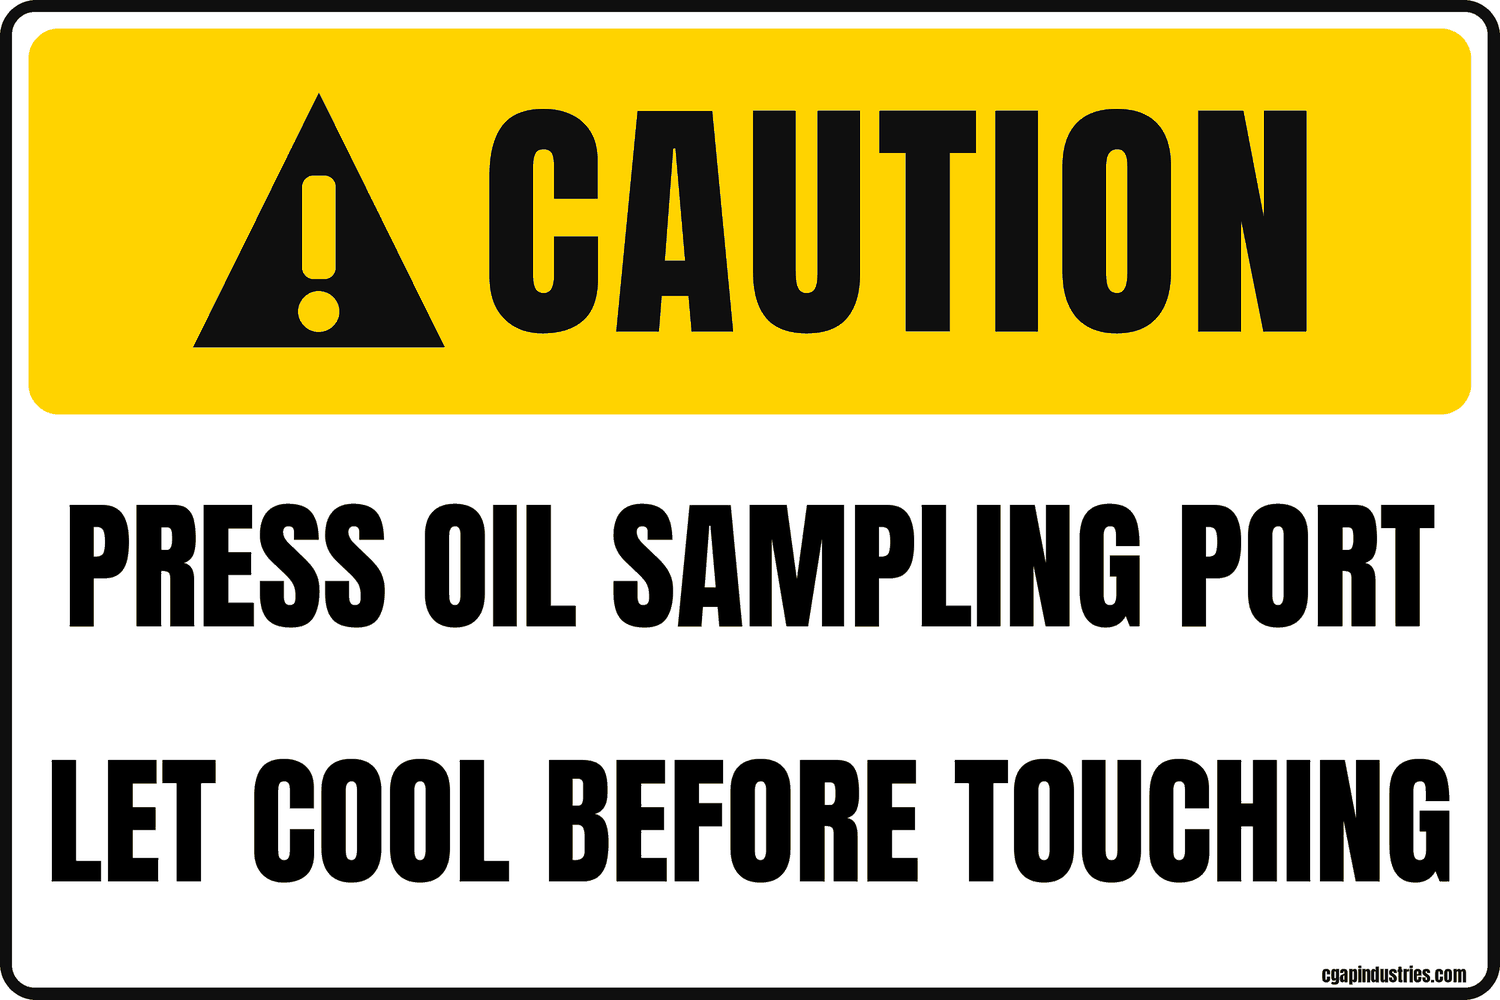 CAUTION
PRESS OIL SAMPLING PORT
LET COOL BEFORE TOUCHING
cgapindustries.com